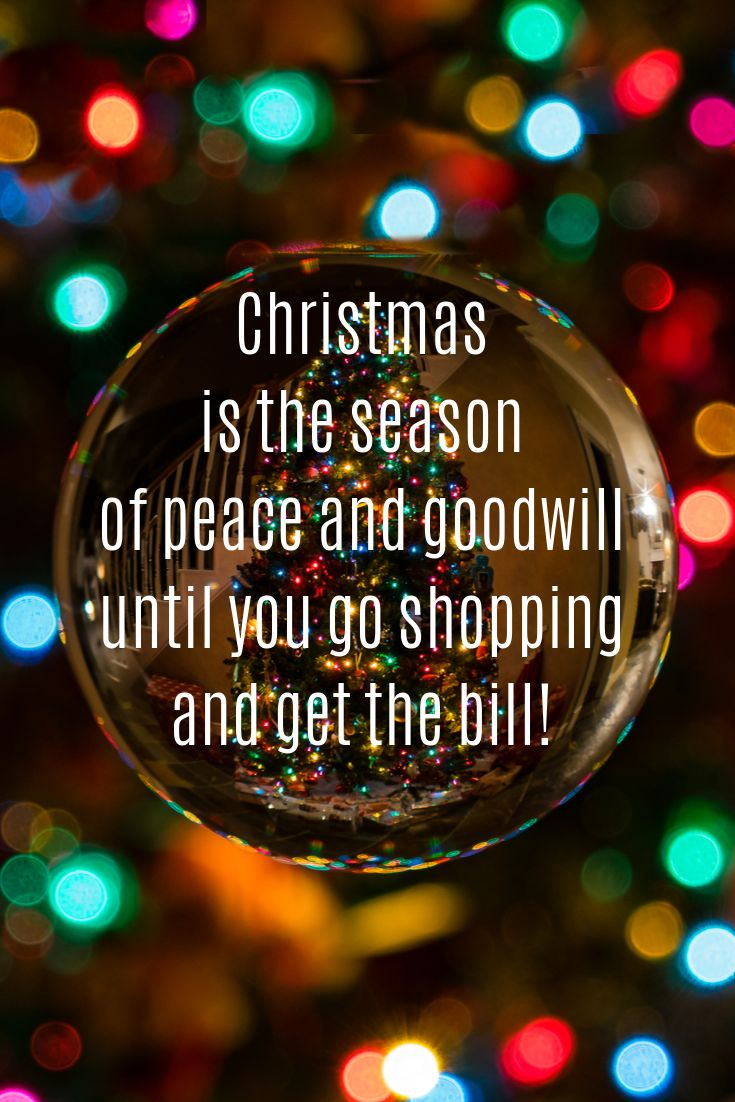 Christmas
is the season
of peace and goodwill
until you go shopping
and get the bill!